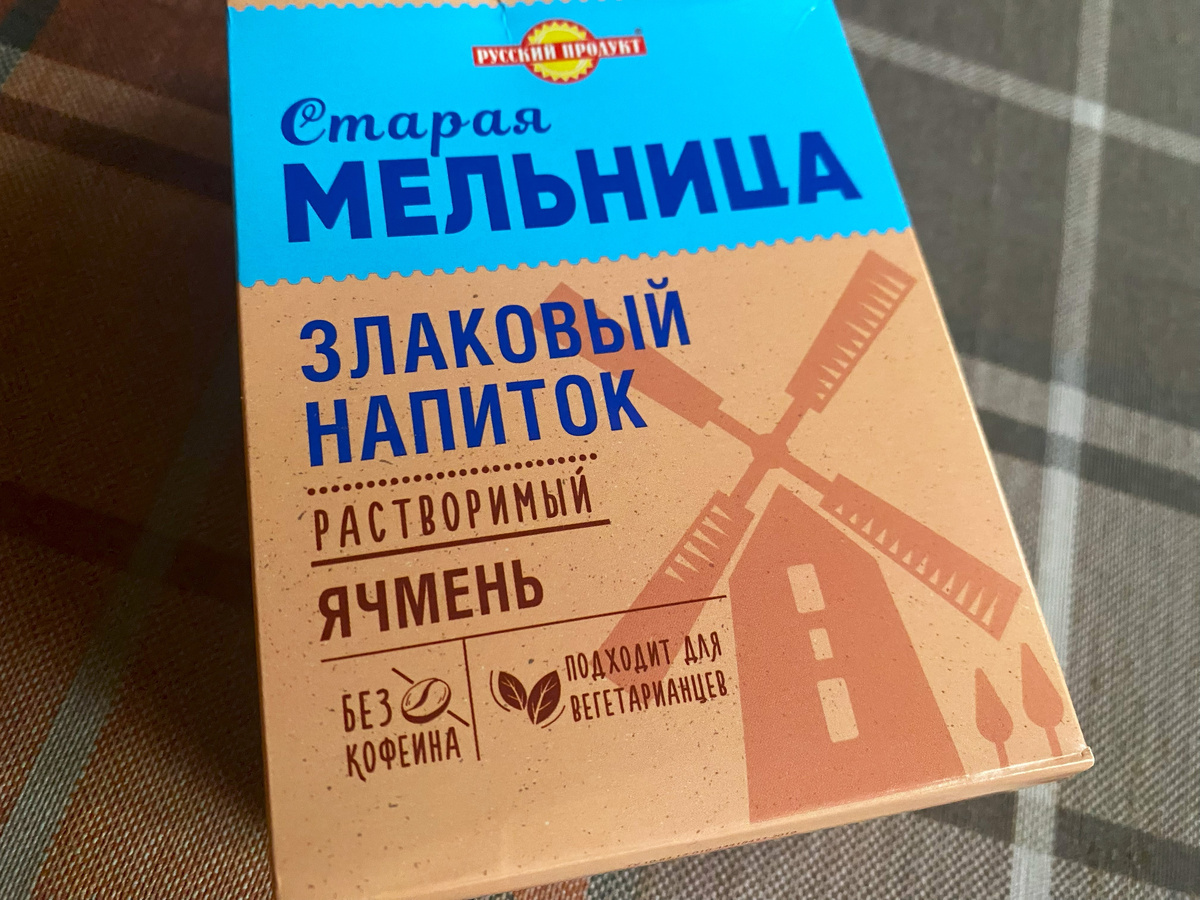 РУССКИЙ ПРОДУКТ
Старая
МЕЛЬНИЦА
ЗЛАКОВЫЙ
НАПИТОК
РАСТВОРИМЫЙ
ЯЧМЕНЬ
БЕЗ
КОФЕИНА
ПОДХОДИТ ДЛЯ
ВЕГЕТАРИАНЦЕВ